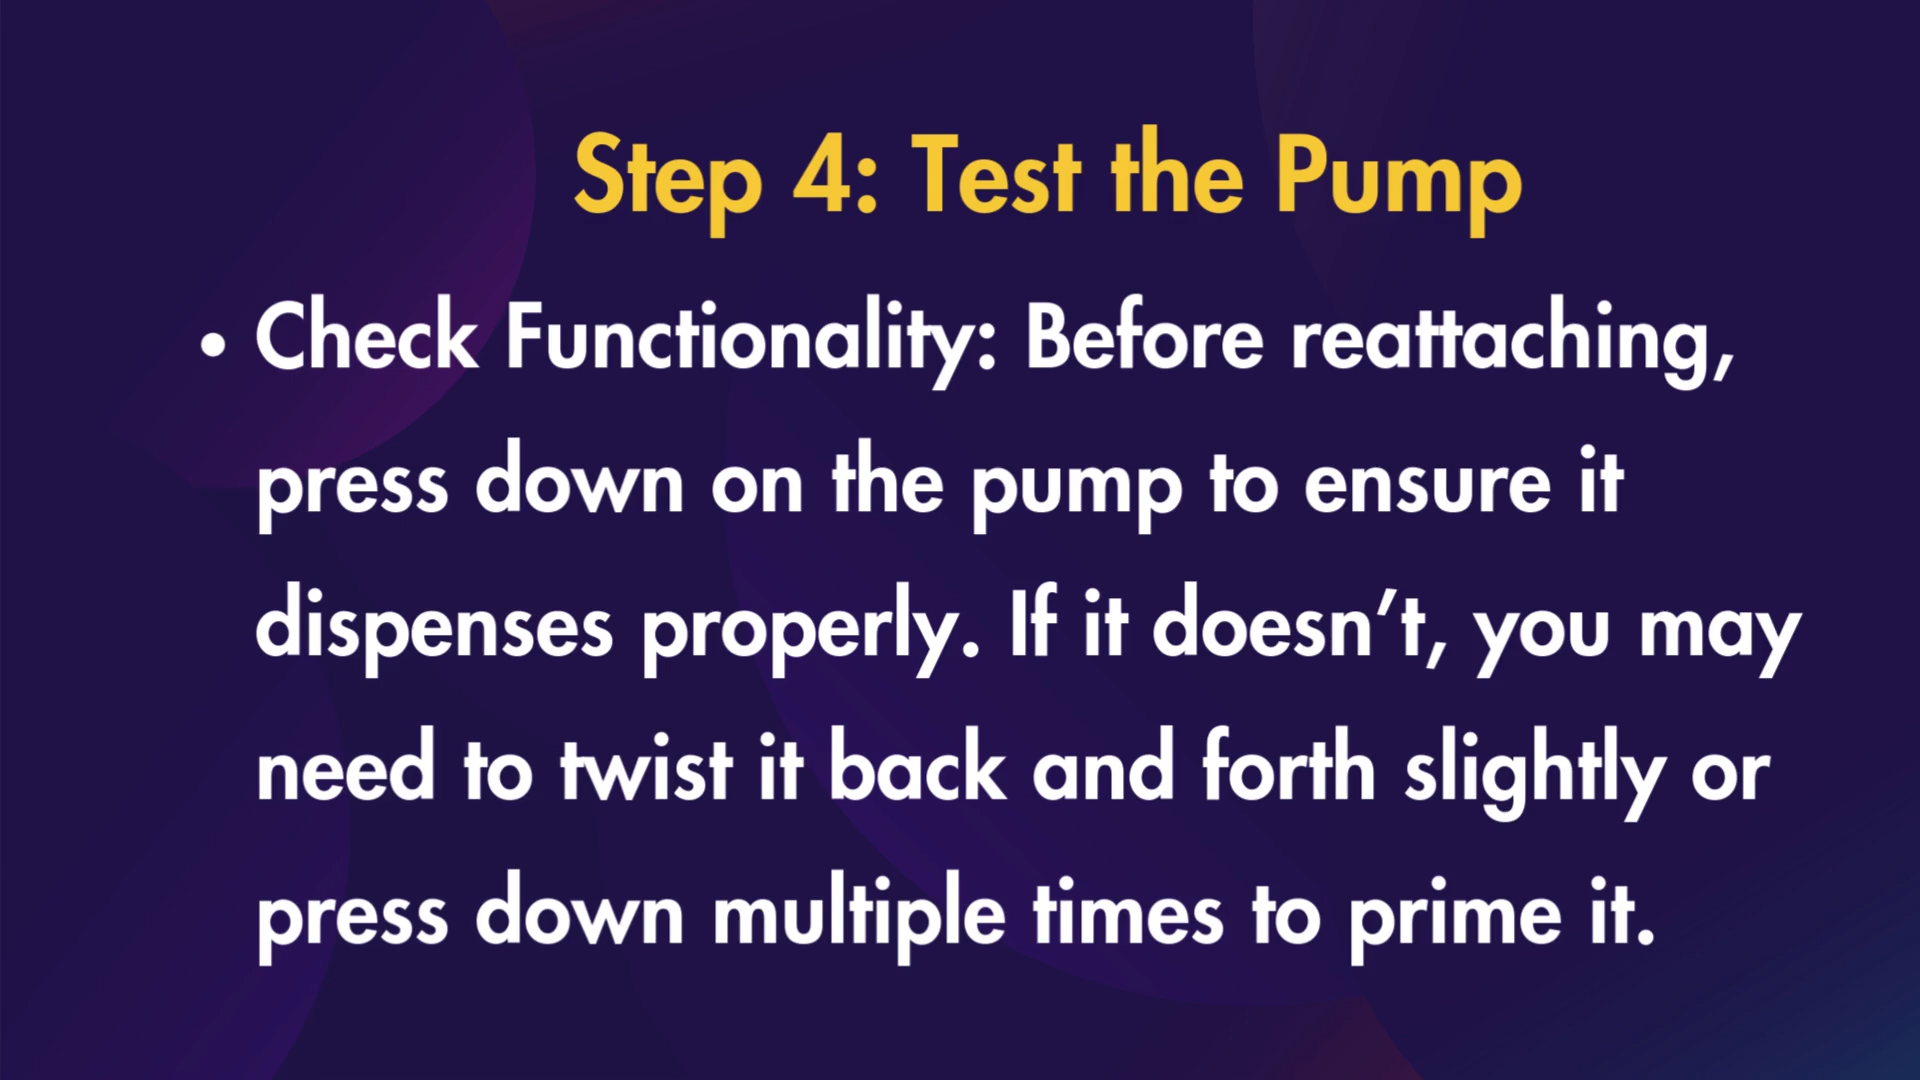 Step 4: Test the Pump
• Check Functionality: Before reattaching,
press down on the pump to ensure it
dispenses properly. If it doesn’t, you may
need to twist it back and forth slightly or
press down multiple times to prime it.